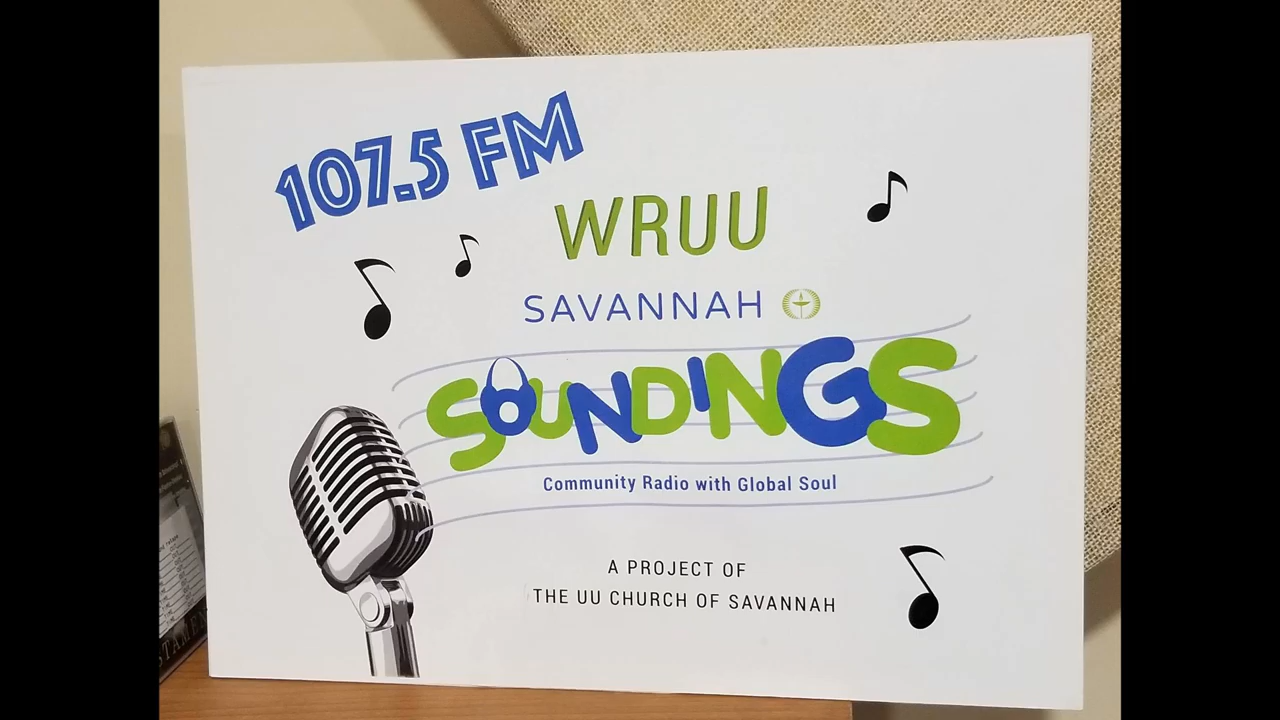 107.5 FM
WRUU
SAVANNAH
SOUNDINGS
Community Radio with Global Soul
A PROJECT OF
THE UU CHURCH OF SAVANNAH